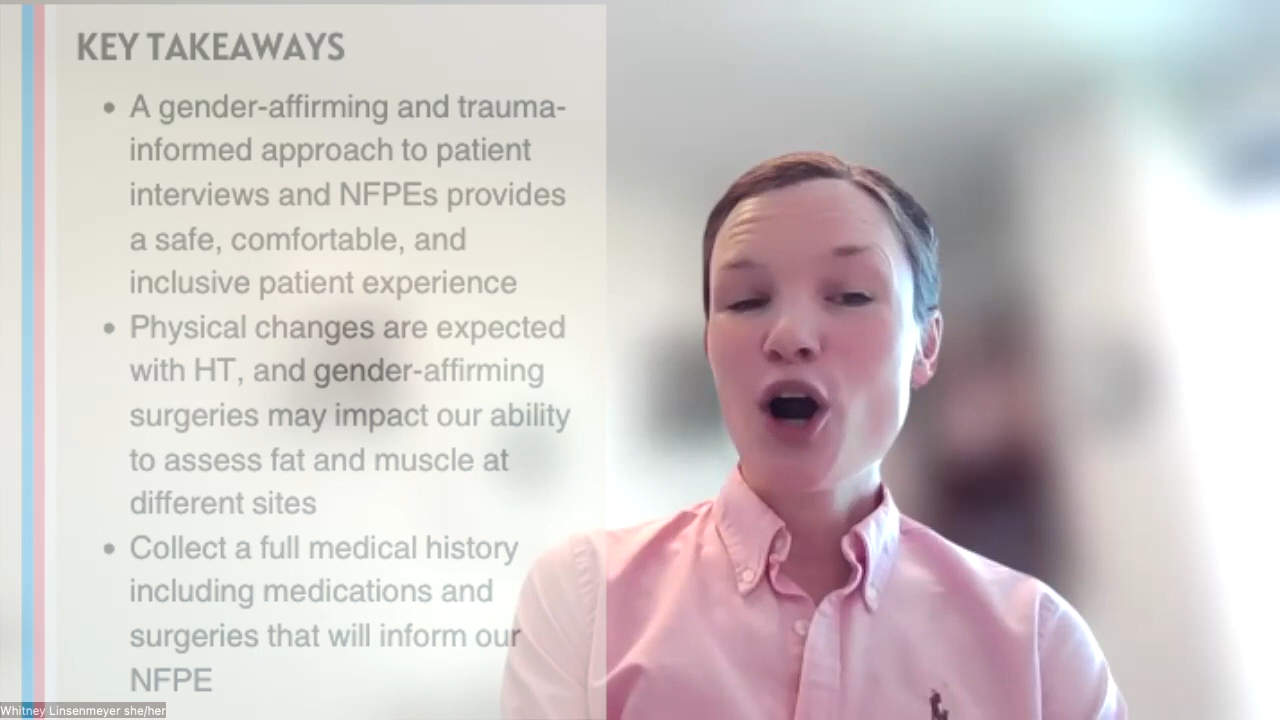 KEY TAKEAWAYS
• A gender-affirming and trauma-
informed approach to patient
interviews and NFPEs provides
a safe, comfortable, and
inclusive patient experience
• Physical changes are expected
with HT, and gender-affirming
surgeries may impact our ability
to assess fat and muscle at
different sites
• Collect a full medical history
including medications and
surgeries that will inform our
NFPE
Whitney Linsenmeyer she/her